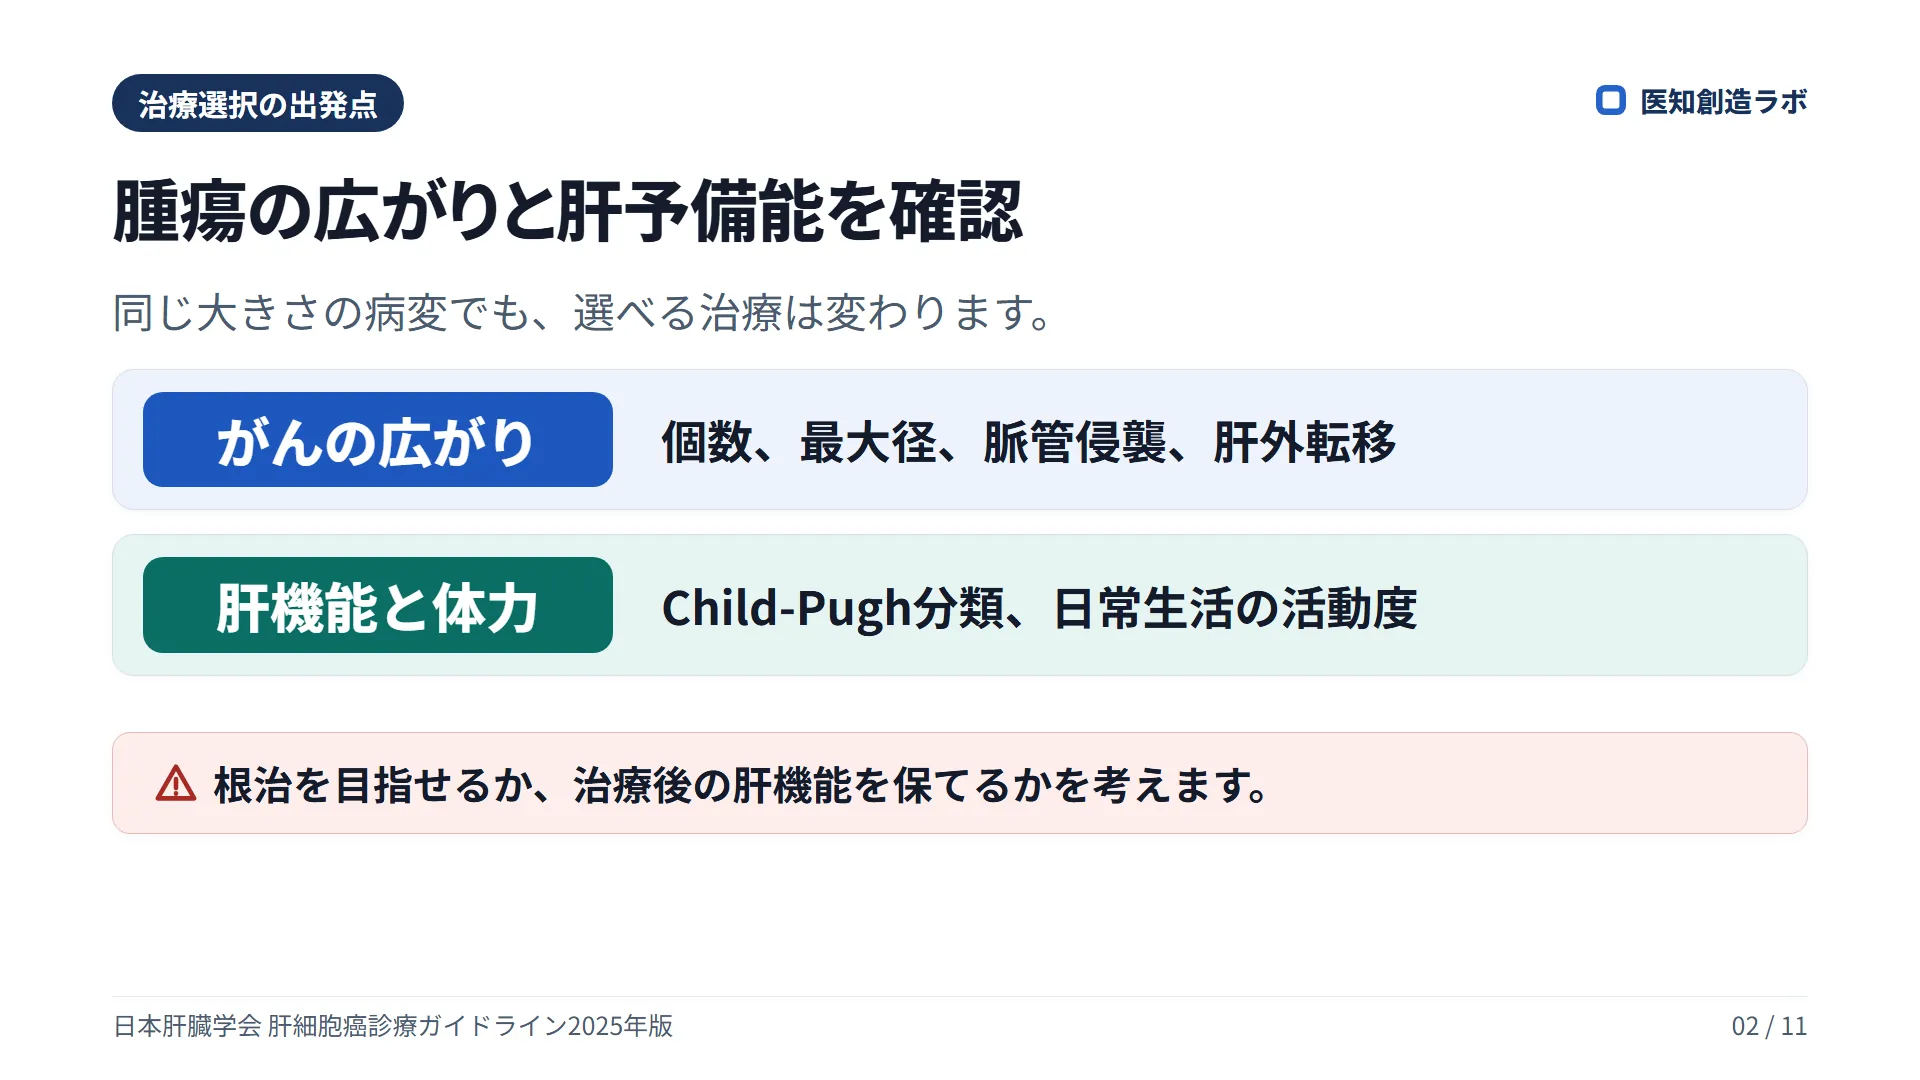 治療選択の出発点
医知創造ラボ
腫瘍の広がりと肝予備能を確認
同じ大きさの病変でも、選べる治療は変わります。
がんの広がり
個数、最大径、脈管侵襲、肝外転移
肝機能と体力
Child-Pugh分類、日常生活の活動度
根治を目指せるか、治療後の肝機能を保てるかを考えます。
日本肝臓学会 肝細胞癌診療ガイドライン2025年版
02 / 11